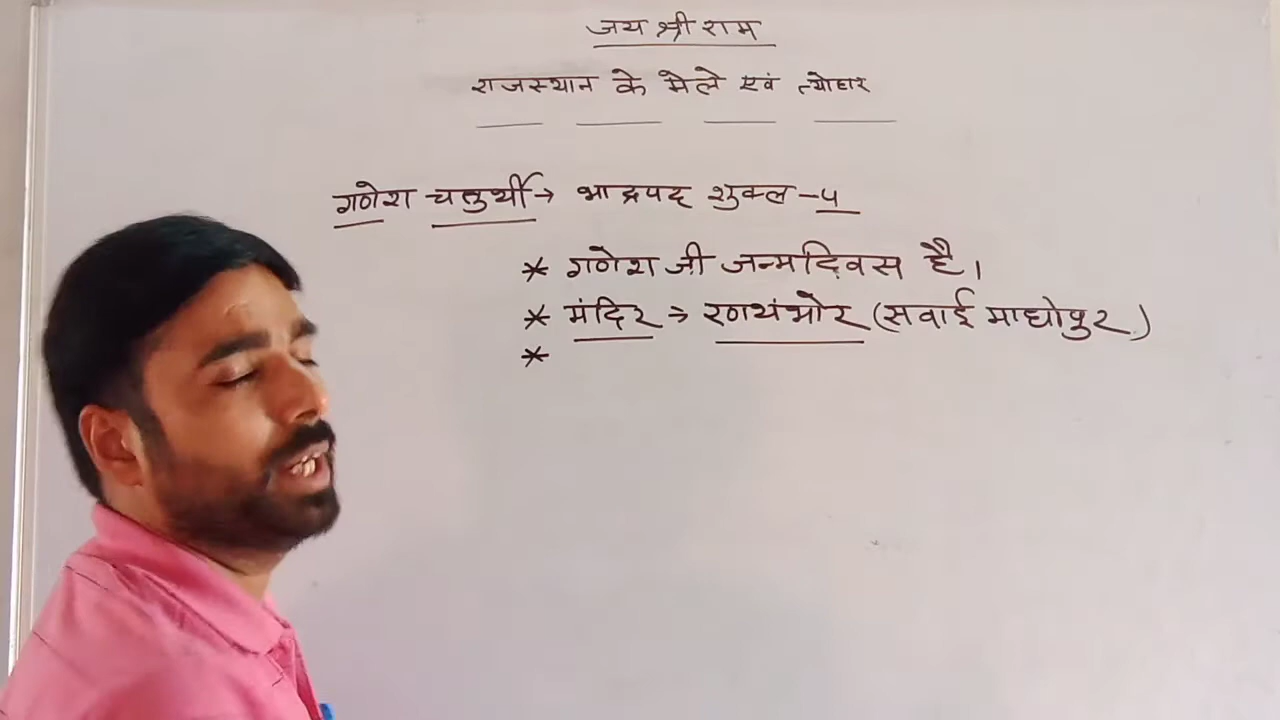 जय श्री राम
राजस्थान के मेले एवं त्योहार
गणेश चतुर्थी → भाद्रपद शुक्ल - 4
* गणेश जी जन्मदिवस है।
* मंदिर ⇒ रणथंभोर (सवाई माधोपुर)
*